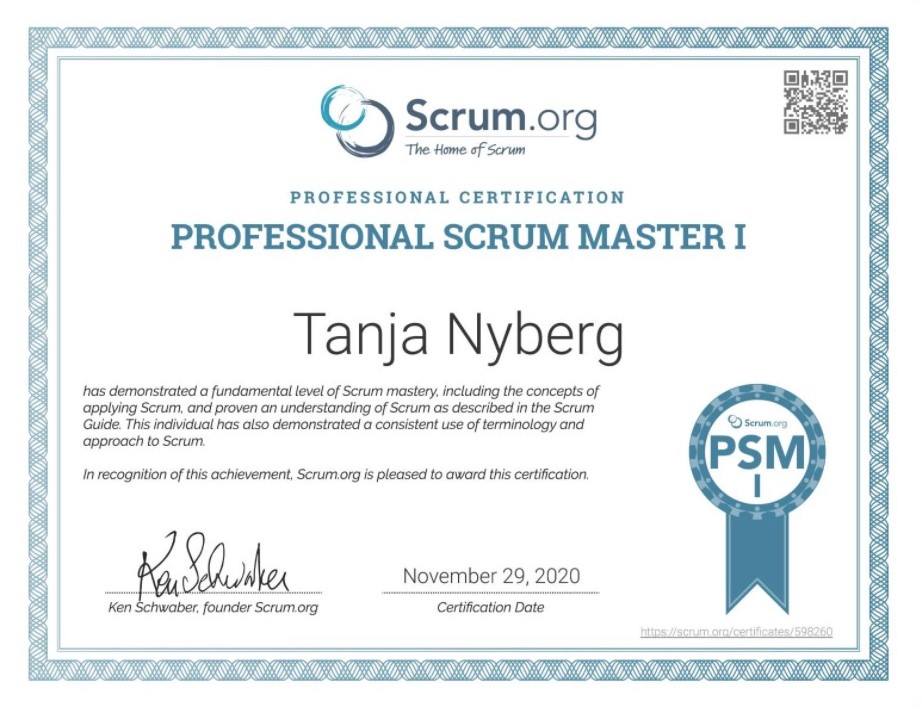 Scrum.org
The Home of Scrum
PROFESSIONAL CERTIFICATION
PROFESSIONAL SCRUM MASTER I
Tanja Nyberg
has demonstrated a fundamental level of Scrum mastery, including the concepts of
applying Scrum, and proven an understanding of Scrum as described in the Scrum
Guide. This individual has also demonstrated a consistent use of terminology and
approach to Scrum.
In recognition of this achievement, Scrum.org is pleased to award this certification.
Scrum.org
PSM
I
Ken Schwaber
November 29, 2020
Ken Schwaber, founder Scrum.org
Certification Date
https://scrum.org/certificates/598260